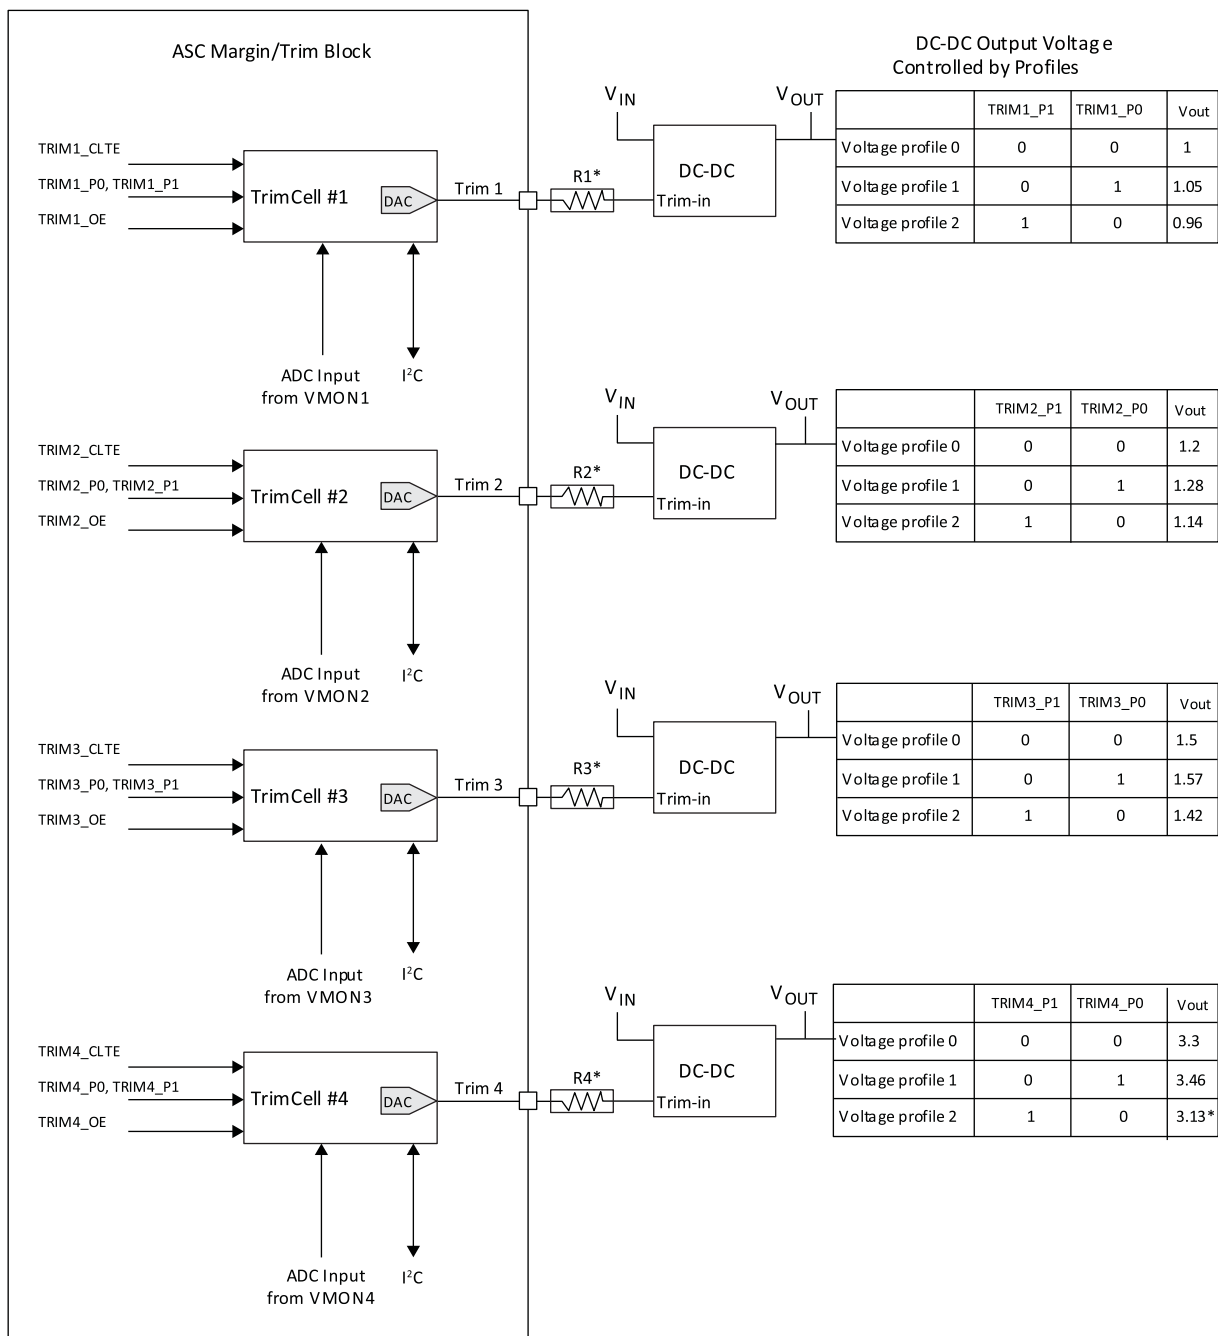 ASC Margin/Trim Block
DC-DC Output Voltage
Controlled by Profiles
TRIM1_CLTE
TRIM1_P0, TRIM1_P1
TRIM1_OE
TrimCell #1
DAC
Trim 1
R1*
VIN
DC-DC
Trim-in
VOUT
ADC Input
from VMON1
I²C
TRIM1_P1 TRIM1_P0 Vout
Voltage profile 0 0 0 1
Voltage profile 1 0 1 1.05
Voltage profile 2 1 0 0.96
TRIM2_CLTE
TRIM2_P0, TRIM2_P1
TRIM2_OE
TrimCell #2
DAC
Trim 2
R2*
VIN
DC-DC
Trim-in
VOUT
ADC Input
from VMON2
I²C
TRIM2_P1 TRIM2_P0 Vout
Voltage profile 0 0 0 1.2
Voltage profile 1 0 1 1.28
Voltage profile 2 1 0 1.14
TRIM3_CLTE
TRIM3_P0, TRIM3_P1
TRIM3_OE
TrimCell #3
DAC
Trim 3
R3*
VIN
DC-DC
Trim-in
VOUT
ADC Input
from VMON3
I²C
TRIM3_P1 TRIM3_P0 Vout
Voltage profile 0 0 0 1.5
Voltage profile 1 0 1 1.57
Voltage profile 2 1 0 1.42
TRIM4_CLTE
TRIM4_P0, TRIM4_P1
TRIM4_OE
TrimCell #4
DAC
Trim 4
R4*
VIN
DC-DC
Trim-in
VOUT
ADC Input
from VMON4
I²C
TRIM4_P1 TRIM4_P0 Vout
Voltage profile 0 0 0 3.3
Voltage profile 1 0 1 3.46
Voltage profile 2 1 0 3.13*